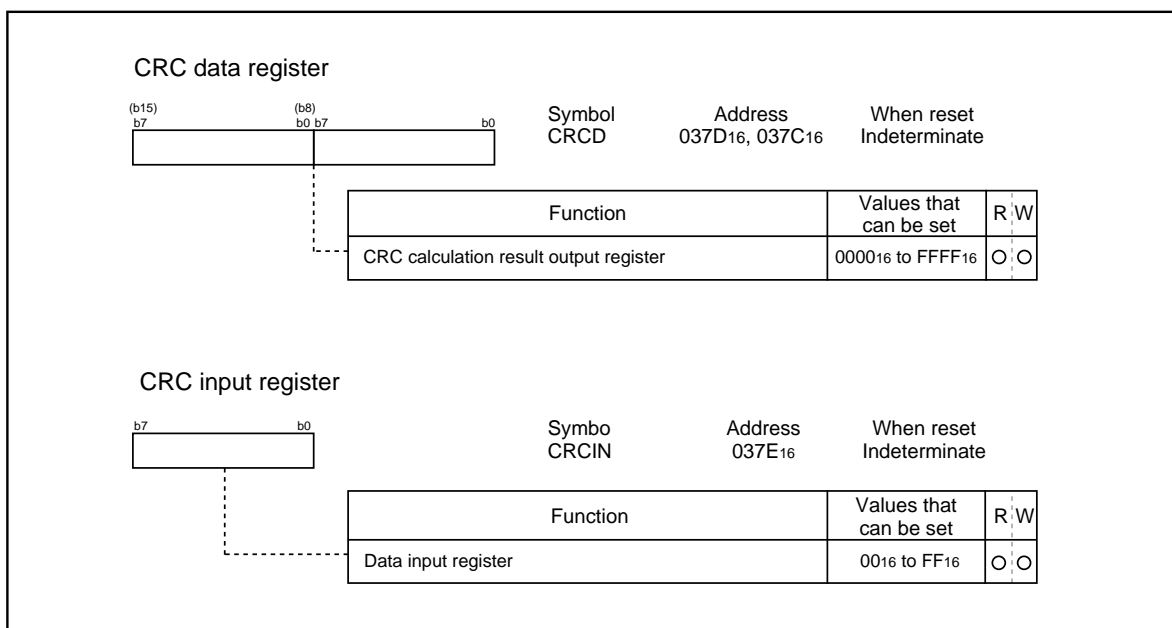 CRC data register
(b15) (b8)
b7 b0 b7 b0
Symbol Address When reset
CRCD 037D16, 037C16 Indeterminate
Function Values that can be set R W
CRC calculation result output register 000016 to FFFF16 O O
CRC input register
b7 b0
Symbo Address When reset
CRCIN 037E16 Indeterminate
Function Values that can be set R W
Data input register 0016 to FF16 O O